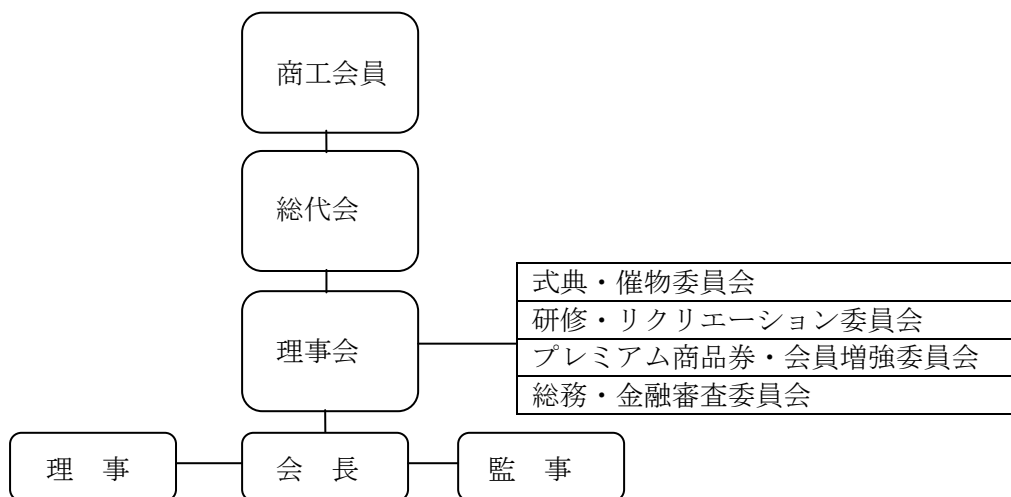 商工会員
総代会
式典・催物委員会
研修・リクリエーション委員会
理事会
プレミアム商品券・会員増強委員会
総務・金融審査委員会
理　事
会　長
監　事